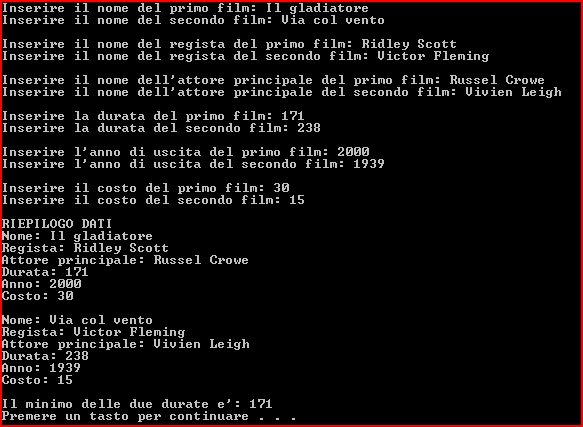 Inserire il nome del primo film: Il gladiatore
Inserire il nome del secondo film: Via col vento
Inserire il nome del regista del primo film: Ridley Scott
Inserire il nome del regista del secondo film: Victor Fleming
Inserire il nome dell'attore principale del primo film: Russel Crowe
Inserire il nome dell'attore principale del secondo film: Vivien Leigh
Inserire la durata del primo film: 171
Inserire la durata del secondo film: 238
Inserire l'anno di uscita del primo film: 2000
Inserire l'anno di uscita del secondo film: 1939
Inserire il costo del primo film: 30
Inserire il costo del secondo film: 15
RIEPILOGO DATI
Nome: Il gladiatore
Regista: Ridley Scott
Attore principale: Russel Crowe
Durata: 171
Anno: 2000
Costo: 30
Nome: Via col vento
Regista: Victor Fleming
Attore principale: Vivien Leigh
Durata: 238
Anno: 1939
Costo: 15
Il minimo delle due durate e': 171
Premere un tasto per continuare . . .